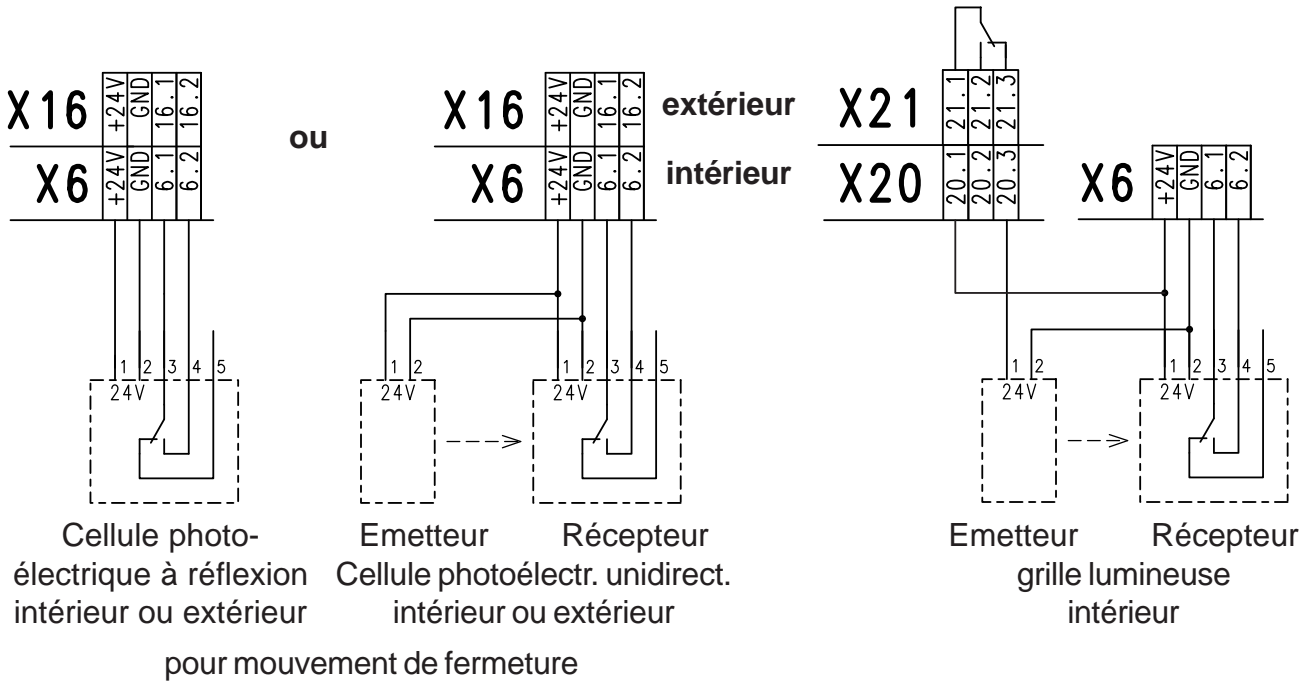 X16 +24V GND 16.1 16.2
X6 +24V GND 6.1 6.2
ou
X16 +24V GND 16.1 16.2 extérieur
X6 +24V GND 6.1 6.2 intérieur
X21 21.1 21.2 21.3
X20 20.1 20.2 20.3
X6 +24V GND 6.1 6.2
1 2 3 4 5
24V
1 2
24V
1 2 3 4 5
24V
1 2
24V
1 2 3 4 5
24V
Cellule photo-
électrique à réflexion
intérieur ou extérieur
Emetteur Récepteur
Cellule photoélectr. unidirect.
intérieur ou extérieur
pour mouvement de fermeture
Emetteur Récepteur
grille lumineuse
intérieur